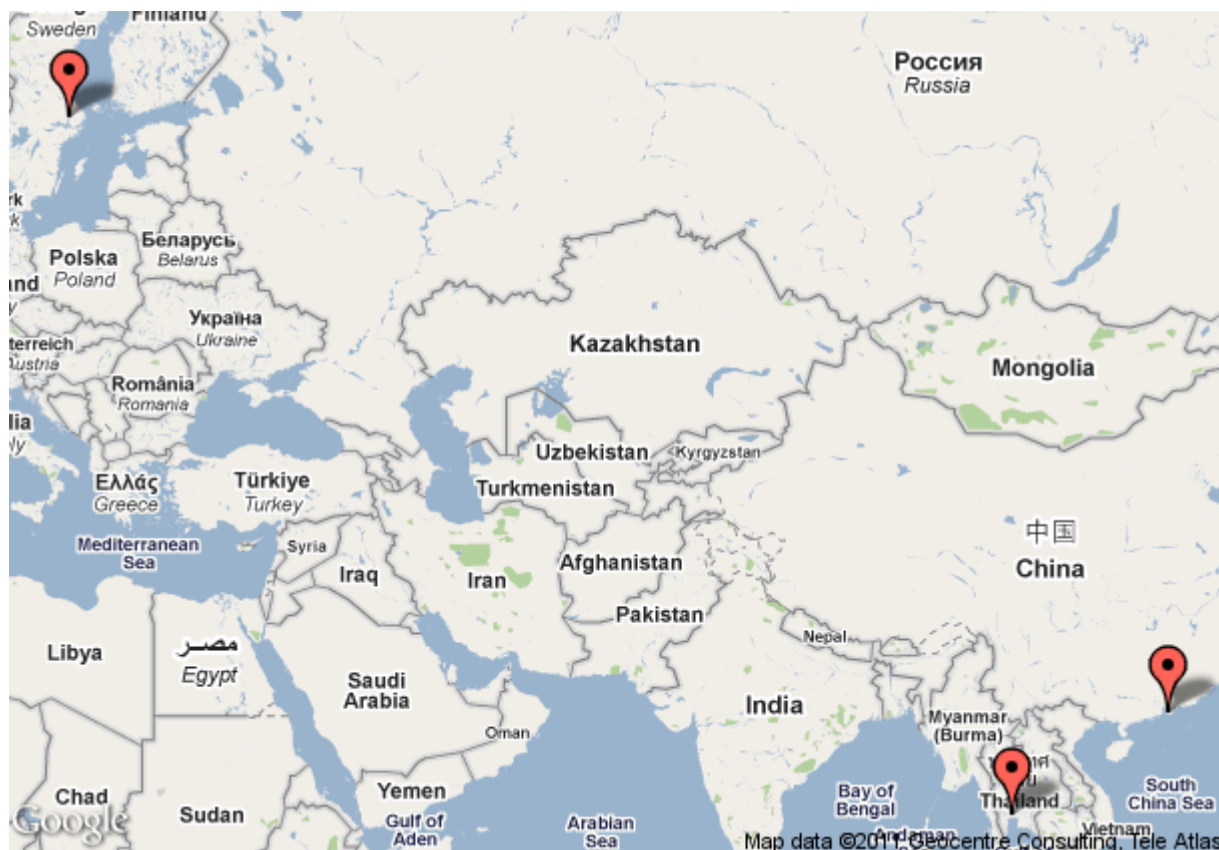 Sweden
Finland
Россия
Russia
Polska
Poland
Беларусь
Belarus
Україна
Ukraine
Austria
România
Romania
Kazakhstan
Mongolia
Uzbekistan
Kyrgyzstan
Turkmenistan
Ελλάς
Greece
Türkiye
Turkey
Mediterranean
Sea
Syria
Iraq
Iran
Afghanistan
Pakistan
中国
China
Nepal
Libya
مصر
Egypt
Saudi
Arabia
Oman
India
Myanmar
(Burma)
Thailand
Chad
Sudan
Yemen
Gulf of
Aden
Arabian
Sea
Bay of
Bengal
Andaman
South
China Sea
Vietnam
Google
Map data ©2011 Geocentre Consulting, Tele Atlas